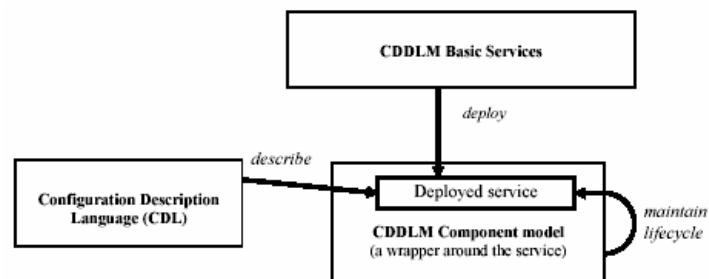 CDDLM Basic Services
deploy
describe
Deployed service
Configuration Description
Language (CDL)
CDDLM Component model
(a wrapper around the service)
maintain
lifecycle